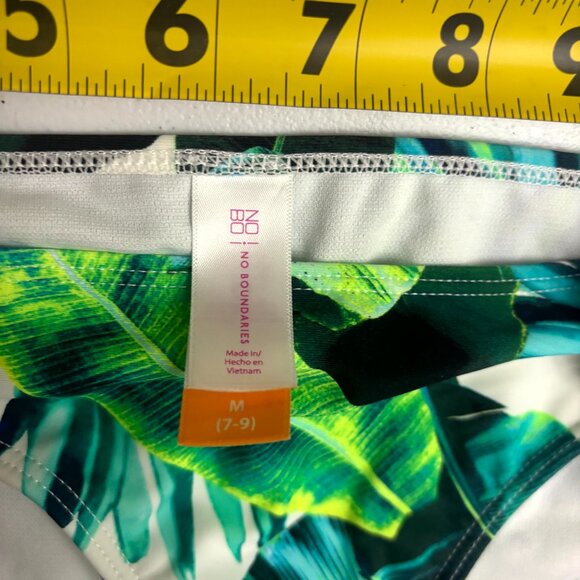 5 6 7 8 9
NO
BO
NO BOUNDARIES
Made in/
Hecho en
Vietnam
M
(7-9)